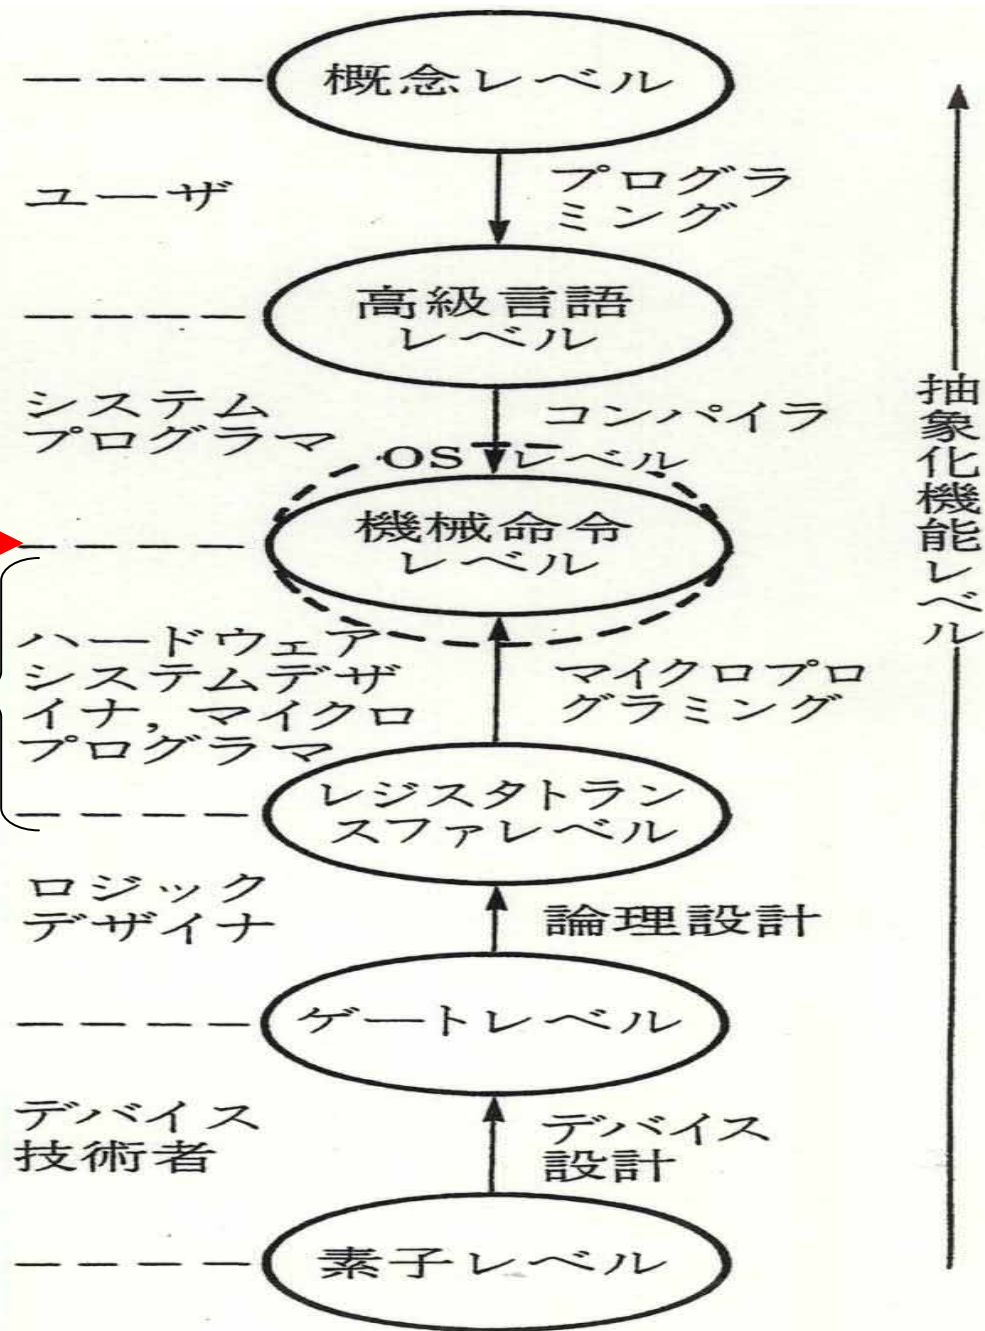 概念レベル
ユーザ
プログラ
ミング
高級言語
レベル
システム
プログラマ
コンパイラ
OS レベル
機械命令
レベル
ハードウェア
システムデザ
イナ, マイクロ
プログラマ
マイクロプロ
グラミング
レジスタトラン
スファレベル
ロジック
デザイナ
論理設計
ゲートレベル
デバイス
技術者
デバイス
設計
素子レベル
抽象化機能レベル